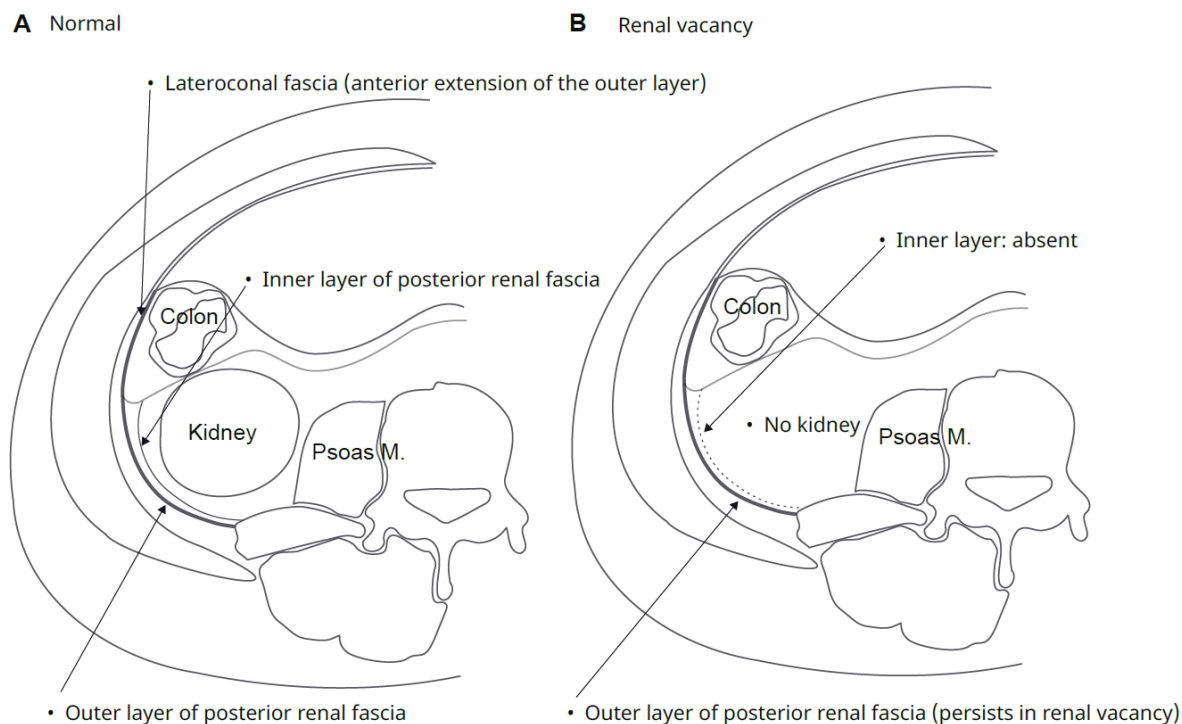 A Normal
B Renal vacancy
• Lateroconal fascia (anterior extension of the outer layer)
• Inner layer: absent
• Inner layer of posterior renal fascia
Colon
Colon
Kidney
Psoas M.
• No kidney
Psoas M.
• Outer layer of posterior renal fascia
• Outer layer of posterior renal fascia (persists in renal vacancy)